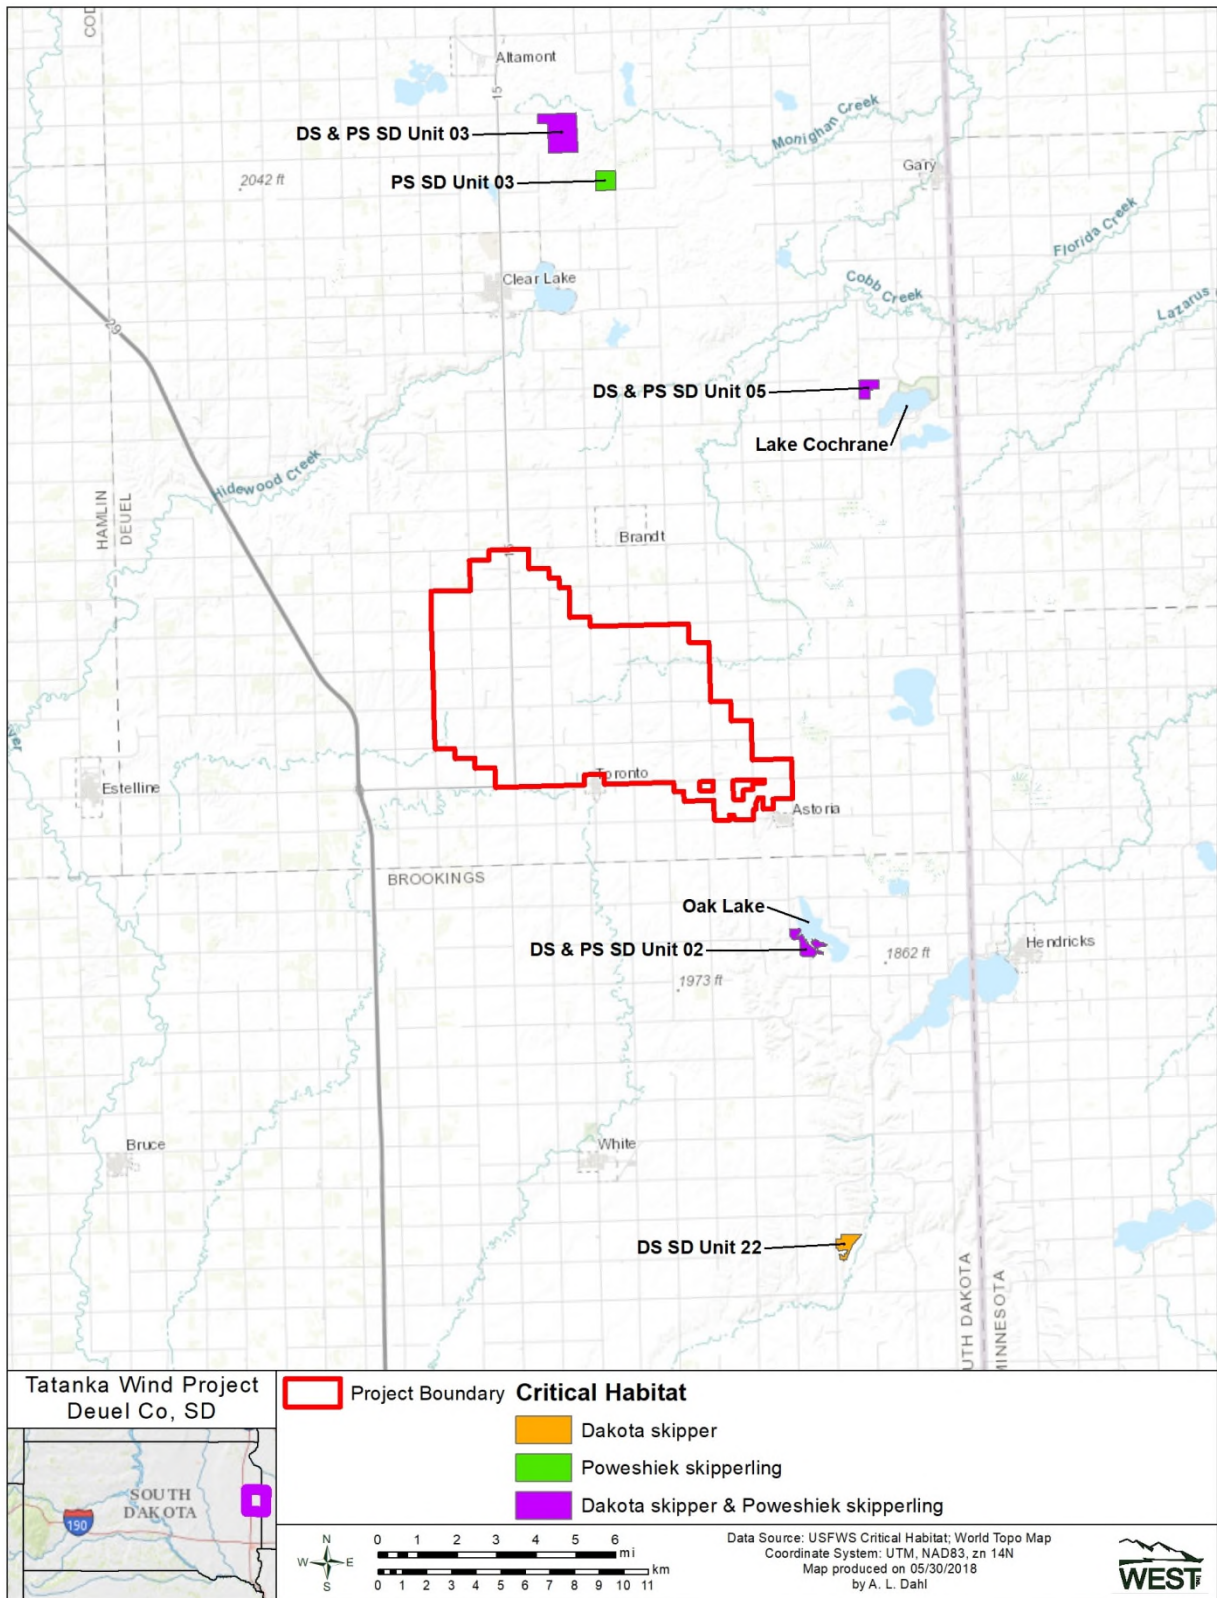 COD
Altamont
15
DS & PS SD Unit 03
Monighan Creek
Gary
PS SD Unit 03
2042 ft
Florida Creek
Clear Lake
Cobb Creek
Lazarus
29
DS & PS SD Unit 05
Lake Cochrane
Hidewood Creek
HAMLIN
DEUEL
Brandt
15
Toronto
Estelline
Astoria
BROOKINGS
Oak Lake
DS & PS SD Unit 02
Hendricks
1862 ft
1973 ft
Bruce
White
DS SD Unit 22
UTH DAKOTA
MINNESOTA
Tatanka Wind Project
Deuel Co, SD
SOUTH
DAKOTA
190
Project Boundary
Critical Habitat
Dakota skipper
Poweshiek skipperling
Dakota skipper & Poweshiek skipperling
N
W E
S
0 1 2 3 4 5 6
mi
km
0 1 2 3 4 5 6 7 8 9 10 11
Data Source: USFWS Critical Habitat; World Topo Map
Coordinate System: UTM, NAD83, zn 14N
Map produced on 05/30/2018
by A. L. Dahl
WEST Inc.